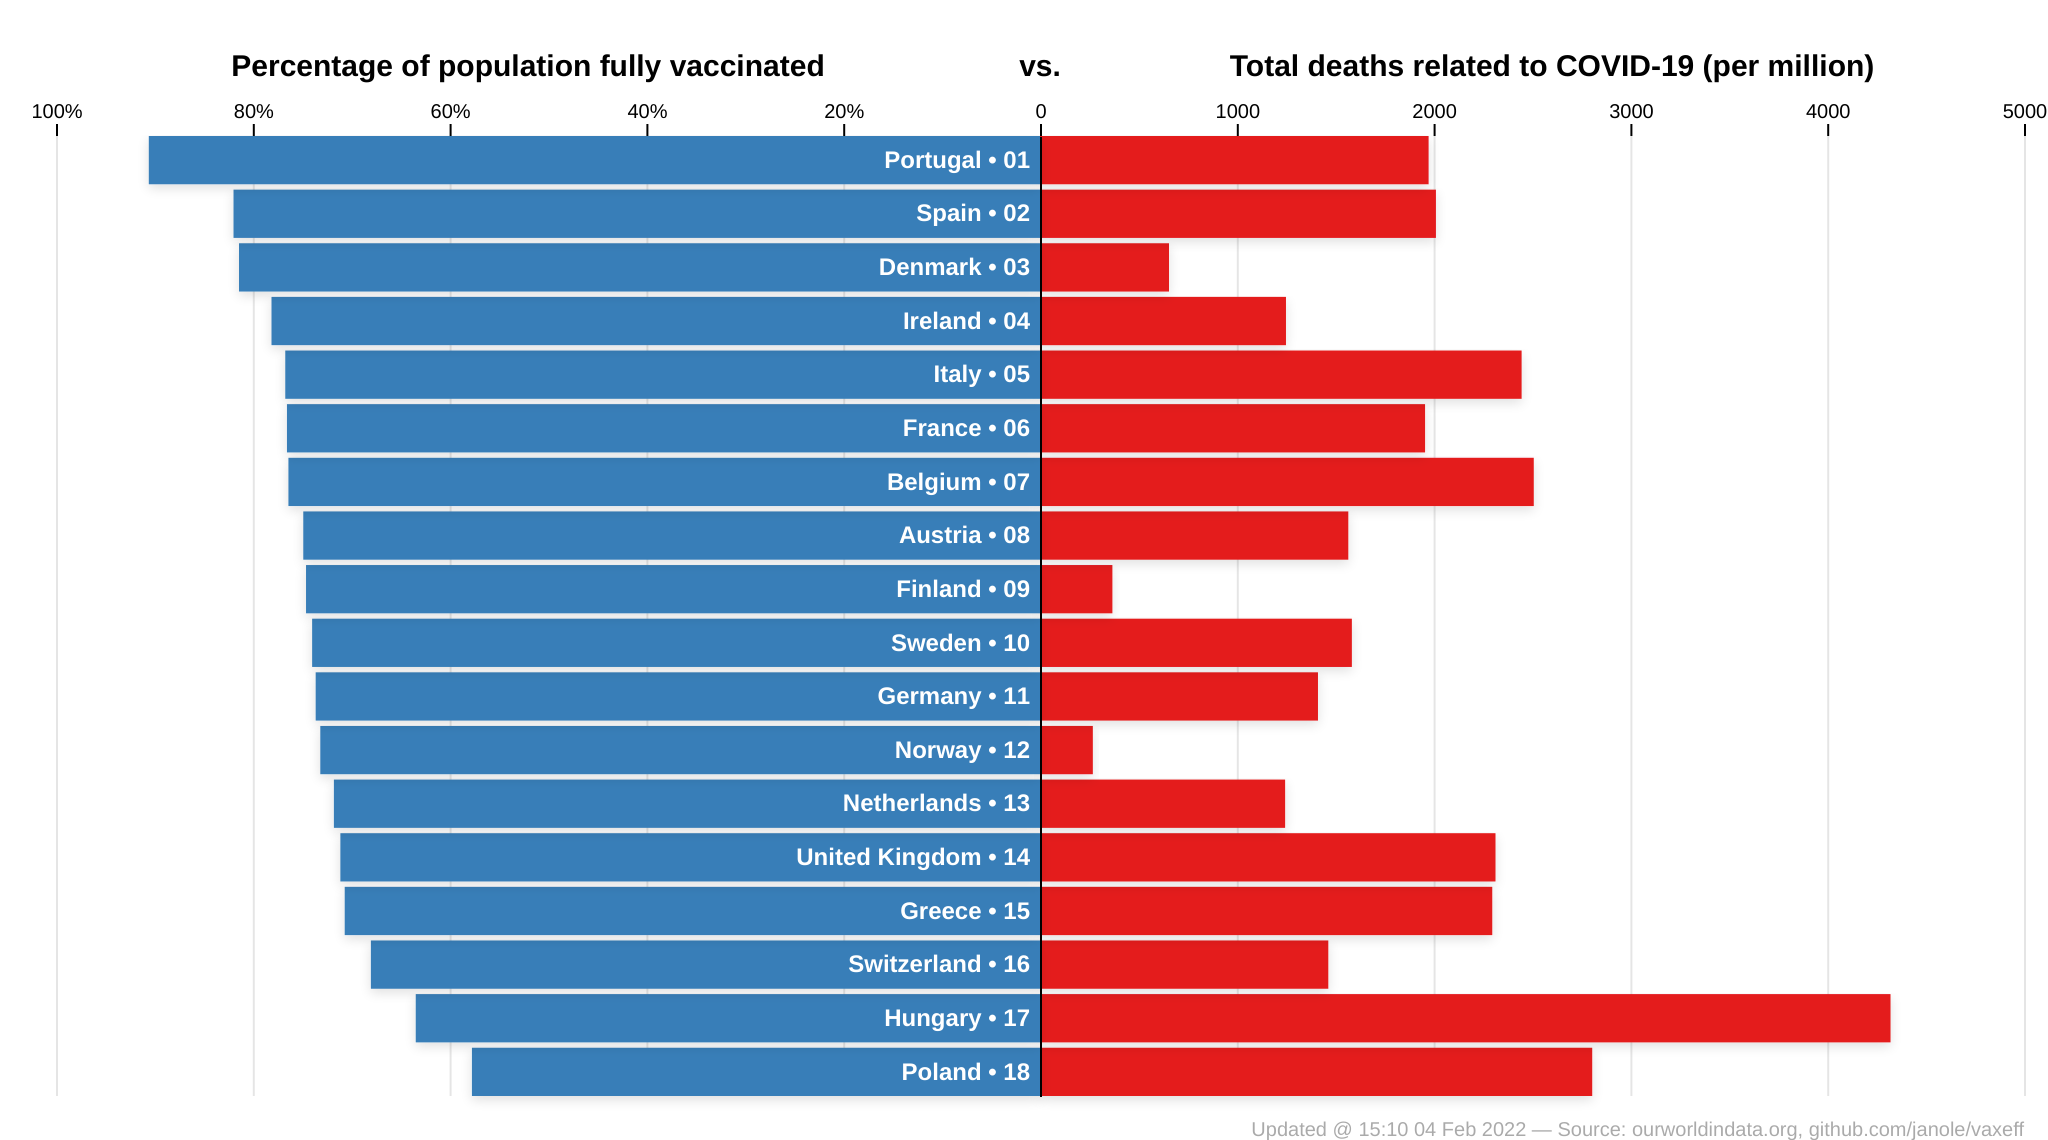 Percentage of population fully vaccinated vs. Total deaths related to COVID-19 (per million)
100% 80% 60% 40% 20% 0 1000 2000 3000 4000 5000
Portugal • 01
Spain • 02
Denmark • 03
Ireland • 04
Italy • 05
France • 06
Belgium • 07
Austria • 08
Finland • 09
Sweden • 10
Germany • 11
Norway • 12
Netherlands • 13
United Kingdom • 14
Greece • 15
Switzerland • 16
Hungary • 17
Poland • 18
Updated @ 15:10 04 Feb 2022 — Source: ourworldindata.org, github.com/janole/vaxeff